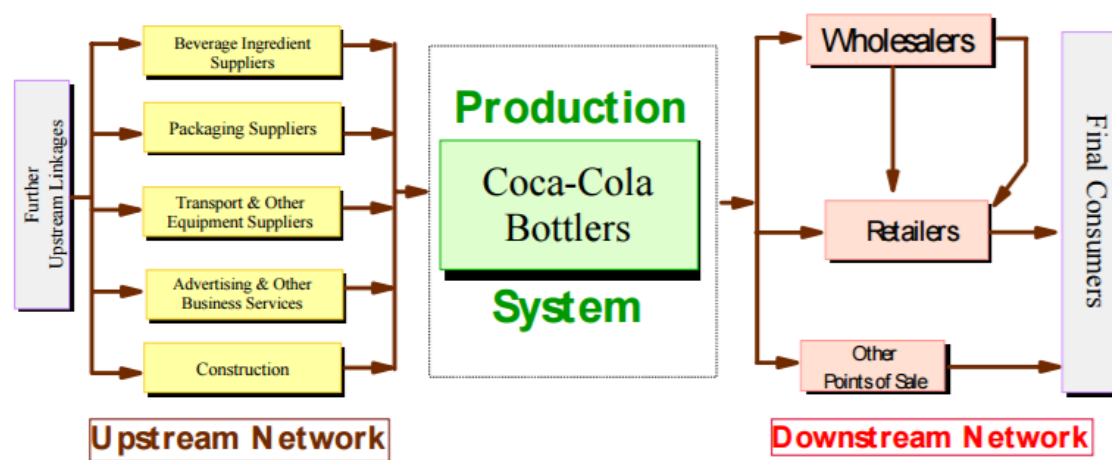 Further
Upstream Linkages
Beverage Ingredient
Suppliers
Packaging Suppliers
Transport & Other
Equipment Suppliers
Advertising & Other
Business Services
Construction
Upstream Network
Production
Coca-Cola
Bottlers
System
Wholesalers
Retailers
Other
Points of Sale
Final Consumers
Downstream Network